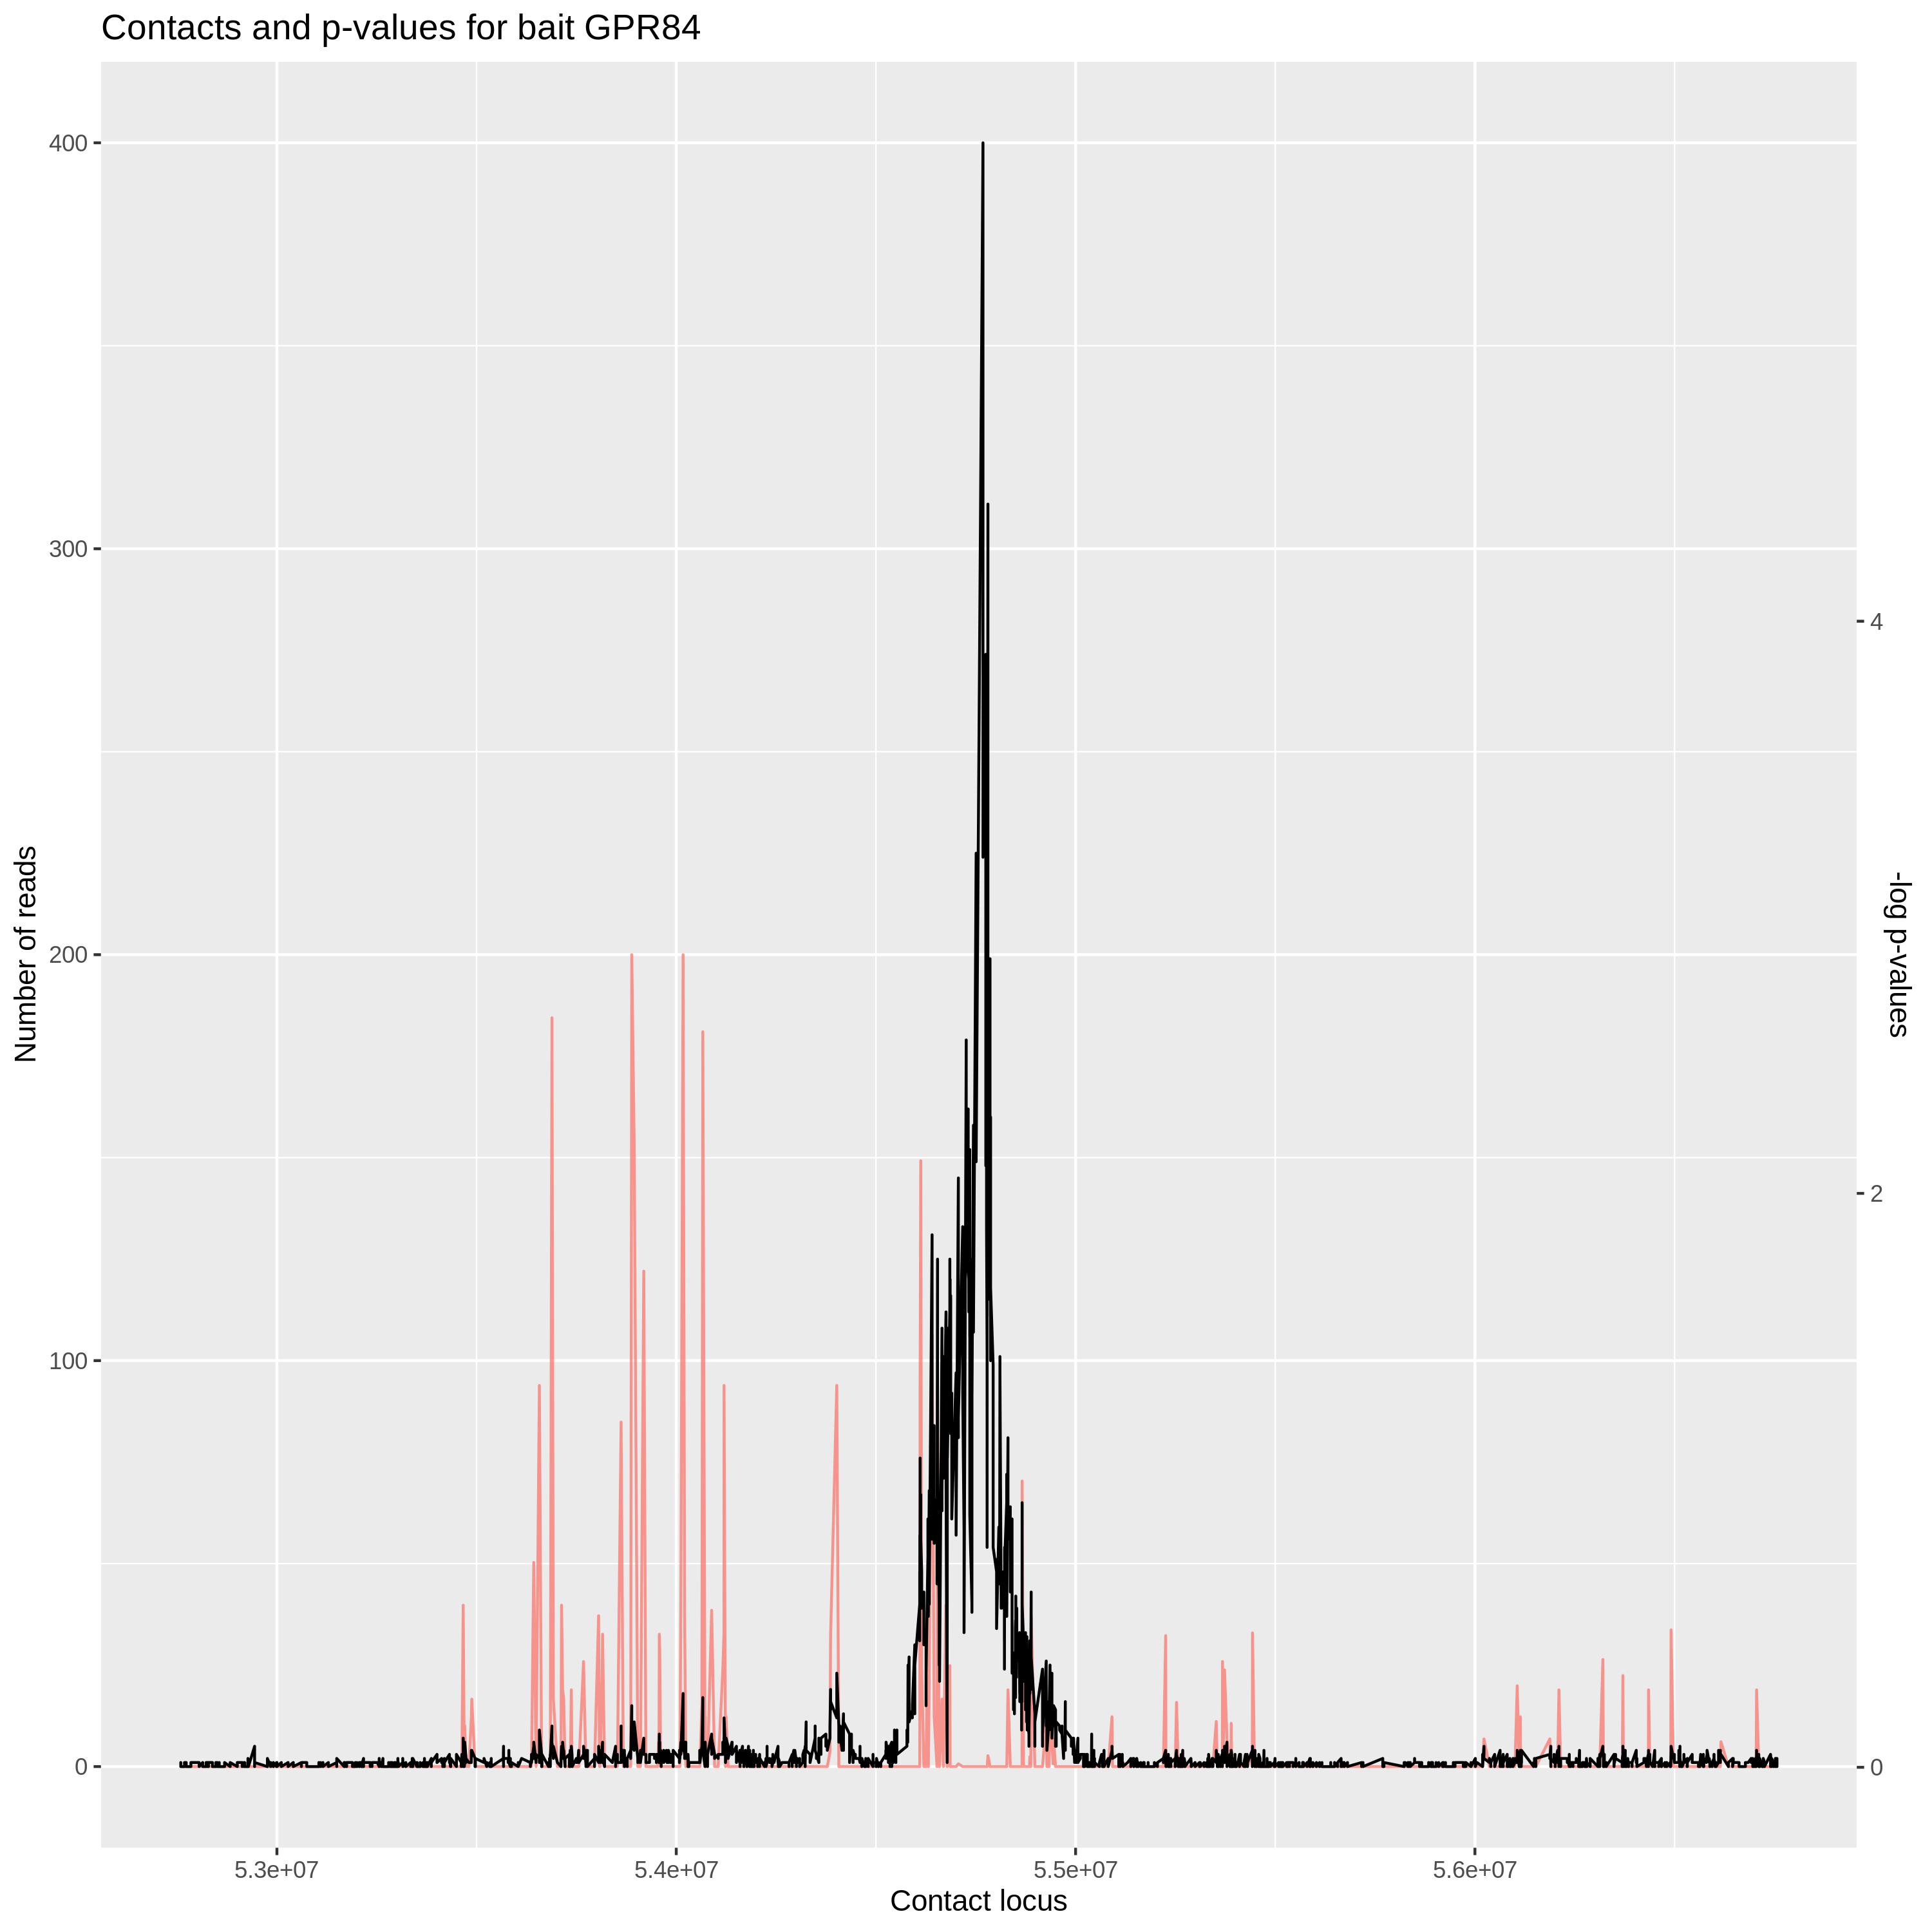 Contacts and p-values for bait GPR84
400
300
200
100
0
Number of reads
4
2
0
-log p-values
5.3e+07
5.4e+07
5.5e+07
5.6e+07
Contact locus